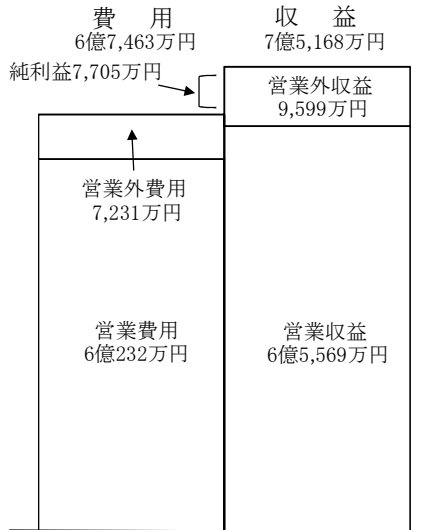 費用
6億7,463万円
収益
7億5,168万円
純利益7,705万円
営業外収益
9,599万円
営業外費用
7,231万円
営業費用
6億232万円
営業収益
6億5,569万円